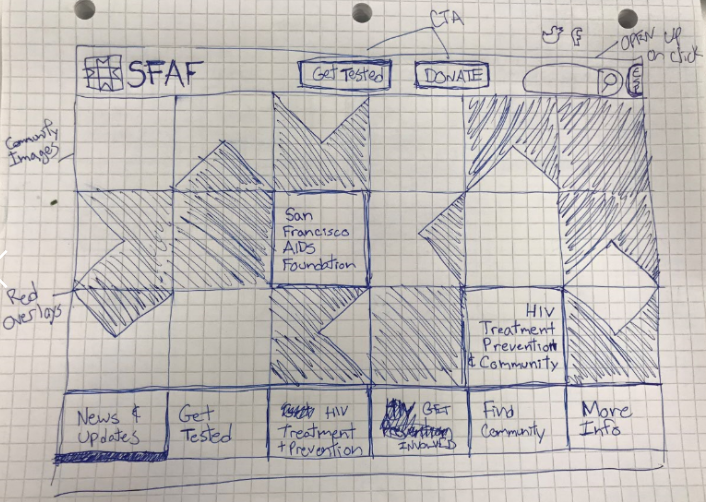 CTA
OPEN UP
on click
SFAF
Get Tested
DONATE
Community
Images
San
Francisco
AIDS
Foundation
Red
Overlays
HIV
Treatment
Prevention
& Community
News &
Updates
Get
Tested
HIV
Treatment
+ Prevention
GET
INVOLVED
Find
Community
More
Info